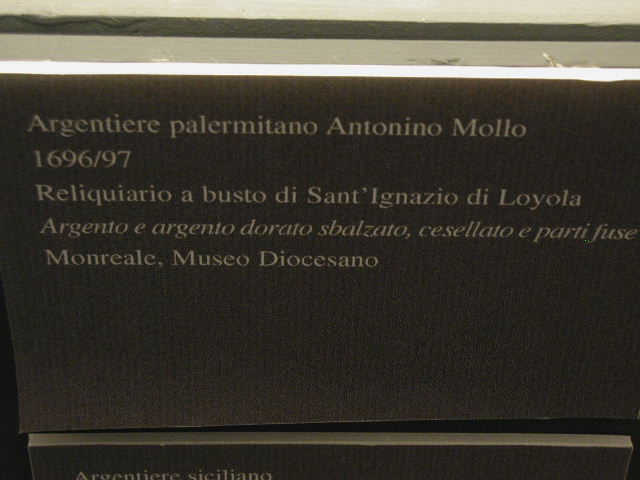 Argentiere palermitano Antonino Mollo
1696/97
Reliquiario a busto di Sant'Ignazio di Loyola
Argento e argento dorato sbalzato, cesellato e parti fuse
Monreale, Museo Diocesano
Argentiere siciliano